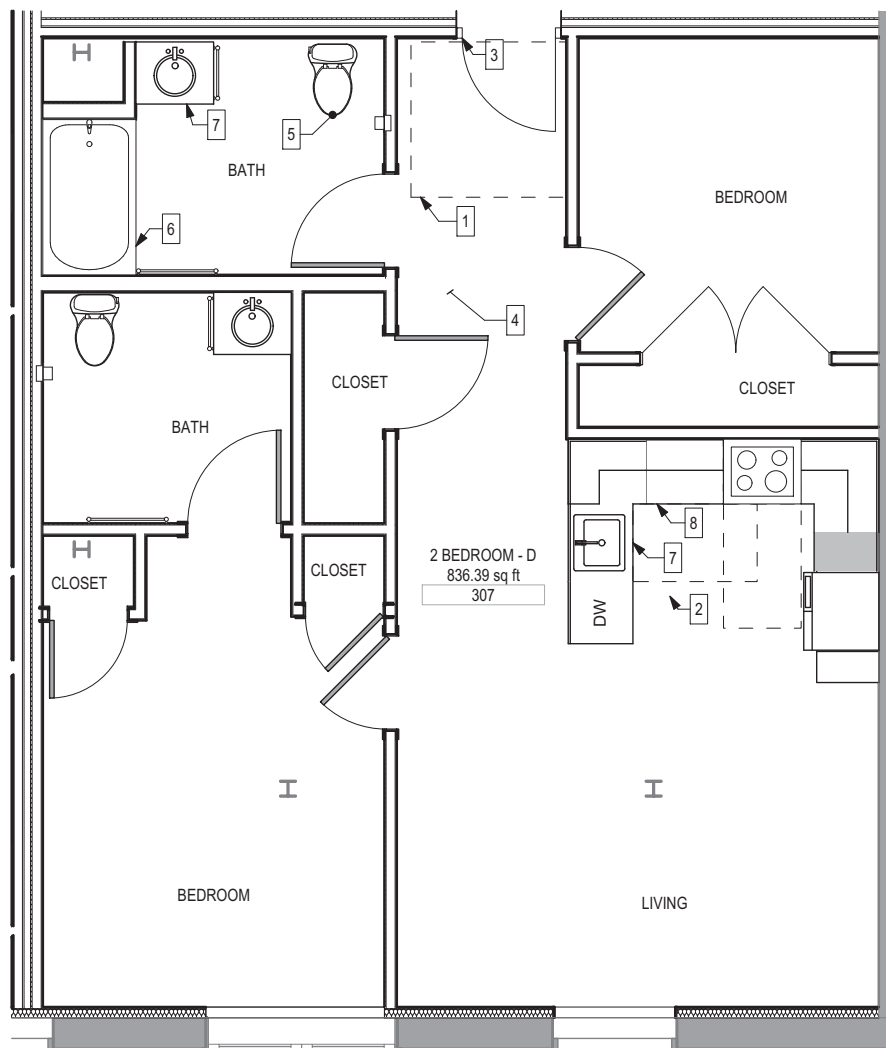 3
7
5
BATH
BEDROOM
1
6
4
CLOSET
CLOSET
BATH
8
2 BEDROOM - D
836.39 sq ft
307
7
CLOSET
CLOSET
2
DW
BEDROOM
LIVING